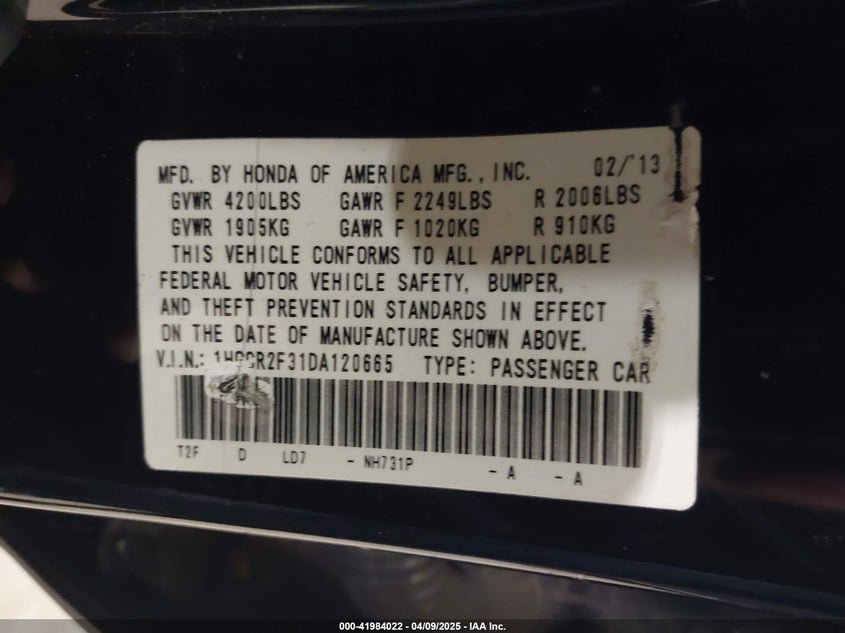 MFD. BY HONDA OF AMERICA MFG., INC. 02/13
GVWR 4200LBS GAWR F 2249LBS R 2006LBS
GVWR 1905KG GAWR F 1020KG R 910KG
THIS VEHICLE CONFORMS TO ALL APPLICABLE
FEDERAL MOTOR VEHICLE SAFETY, BUMPER,
AND THEFT PREVENTION STANDARDS IN EFFECT
ON THE DATE OF MANUFACTURE SHOWN ABOVE.
V.I.N.: 1HGCR2F31DA120665 TYPE: PASSENGER CAR
T2F D LD7 - NH731P - A - A
000-41984022 - 04/09/2025 - IAA Inc.